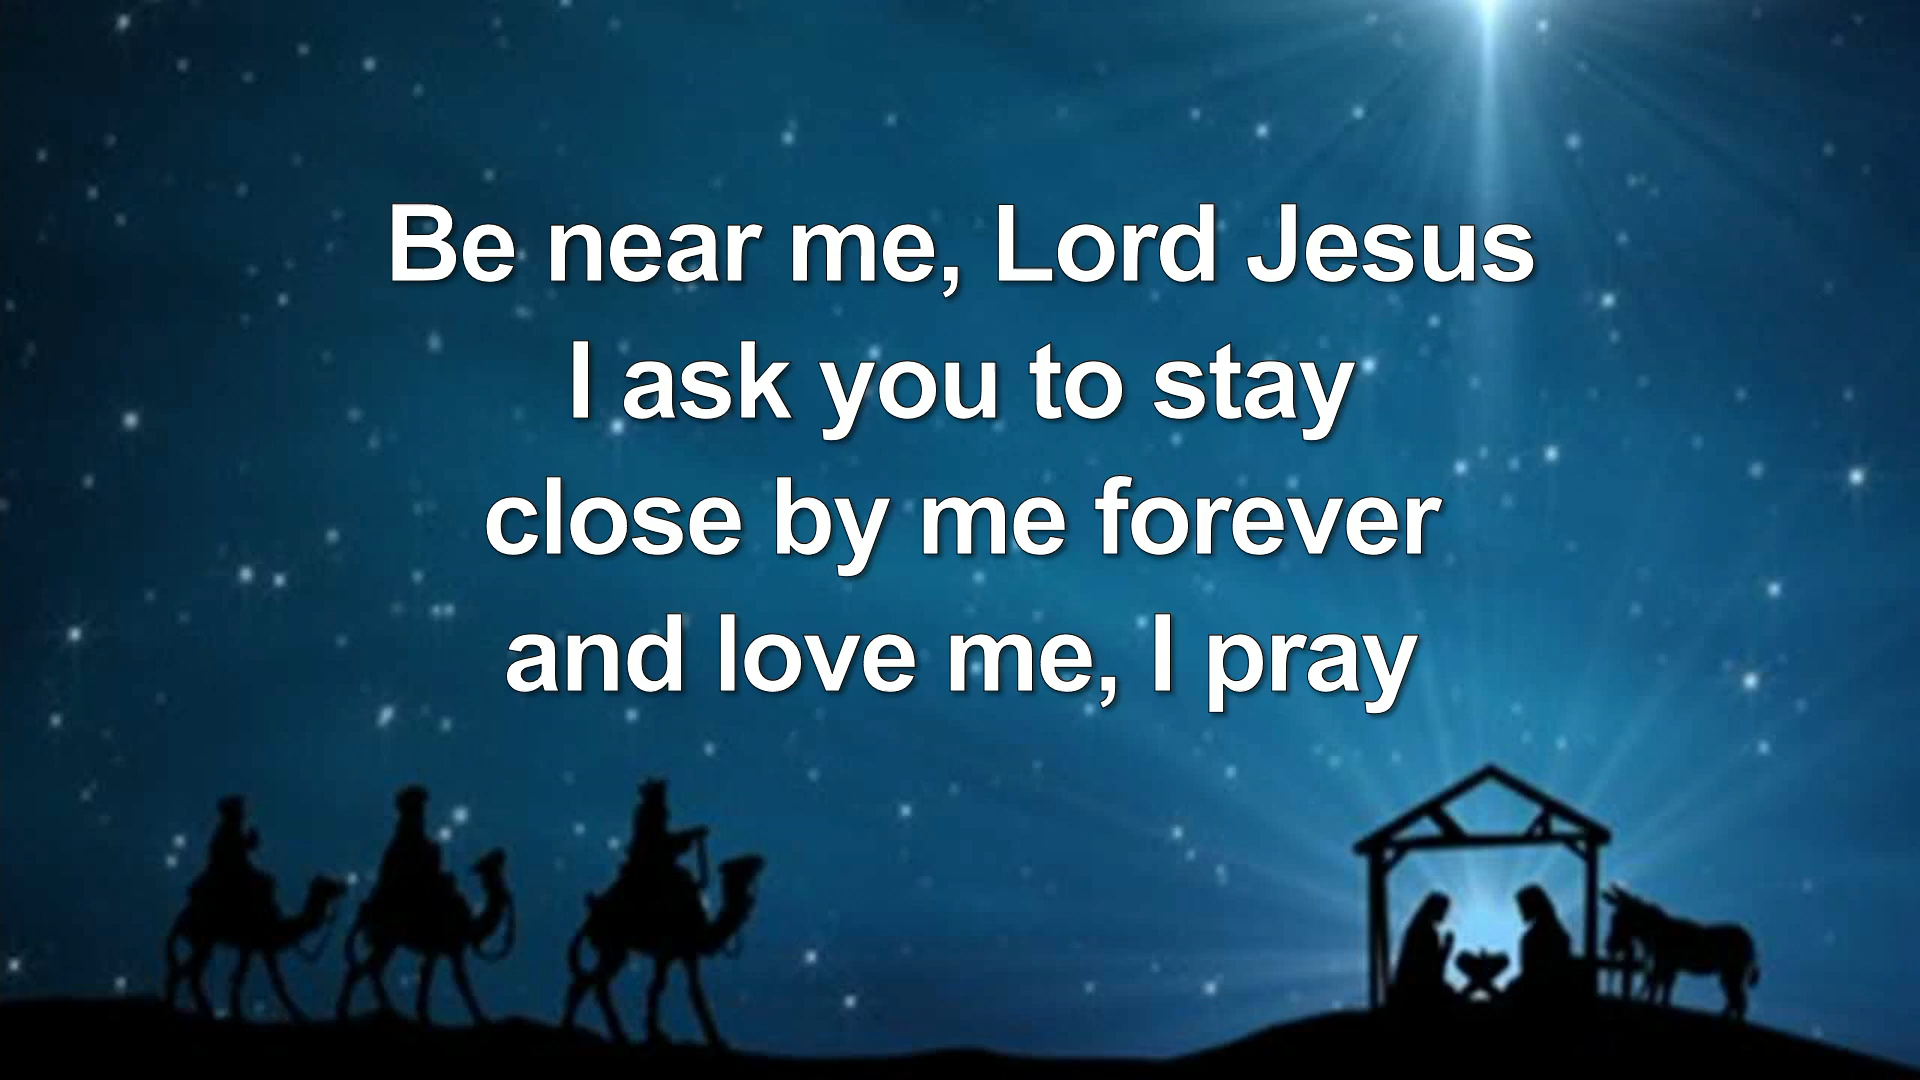 Be near me, Lord Jesus
I ask you to stay
close by me forever
and love me, I pray